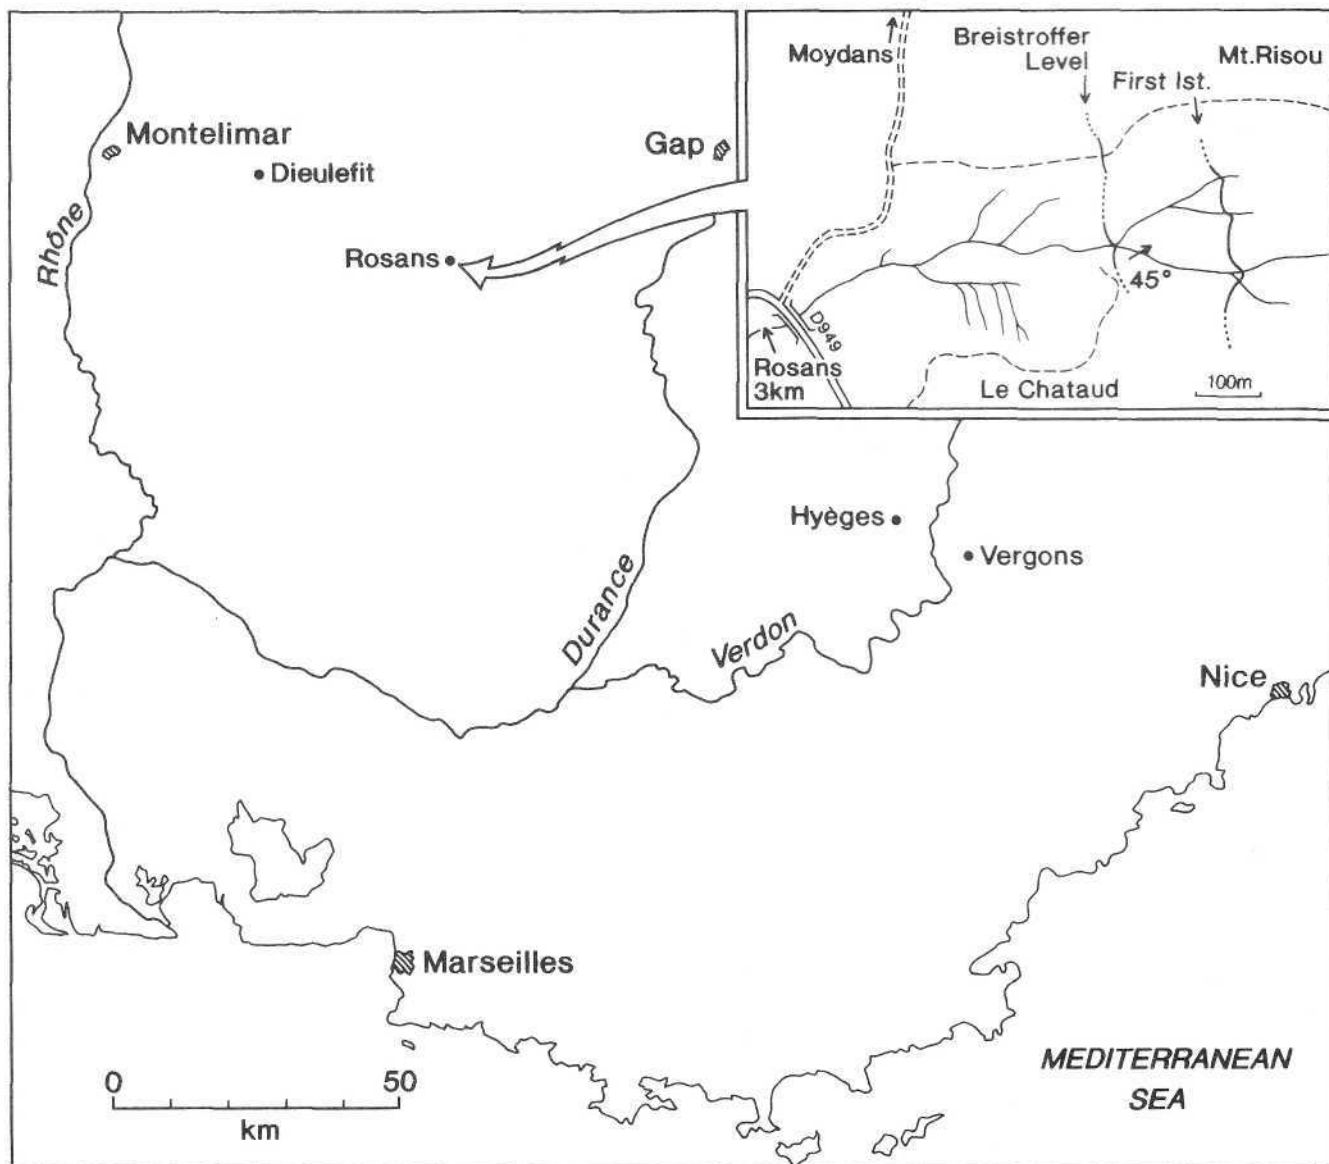 Moydans
Breistroffer
Level
Mt.Risou
First Ist.
45°
D949
Rosans
3km
Le Chataud
100m
Montelimar
Dieulefit
Gap
Rhône
Rosans
Hyèges
Vergons
Durance
Verdon
Nice
Marseilles
MEDITERRANEAN
SEA
0 50
km